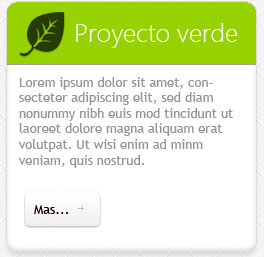 Proyecto verde
Lorem ipsum dolor sit amet, con-
secteter adipiscing elit, sed diam
nonummy nibh euis mod tincidunt ut
laoreet dolore magna aliquam erat
volutpat. Ut wisi enim ad minm
veniam, quis nostrud.
Mas... →